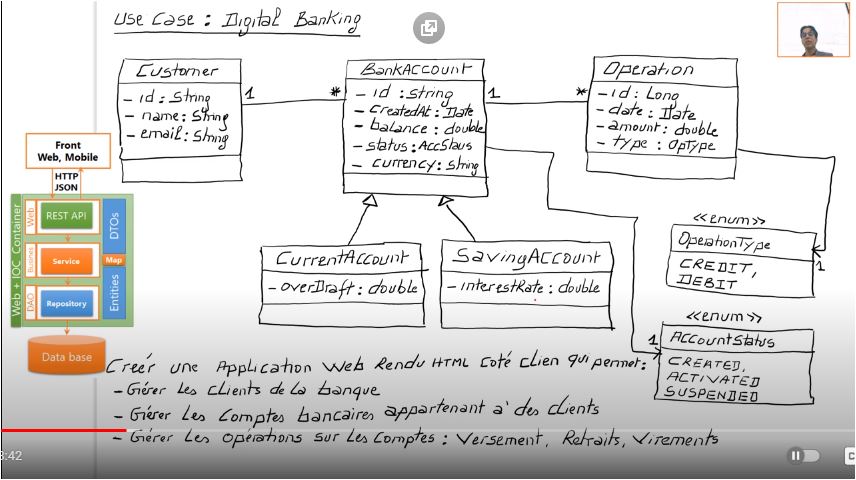 Use Case : Digital Banking
Customer
- id : String
- name : String
- email : String
1
*
BankAccount
- id : String
- createdAt : Date
- balance : double
- status : AccStaus
- currency : String
1
*
Operation
- id : Long
- date : Date
- amount : double
- type : OpType
Front
Web, Mobile
HTTP
JSON
Web + IOC Container
Web
REST API
DTOs
Service
Map
DAO
Repository
Entities
Data base
CurrentAccount
- overDraft : double
SavingAccount
- interestRate : double
<<enum>>
OperationType
CREDIT,
DEBIT
1
<<enum>>
1
AccountStatus
CREATED,
ACTIVATED
SUSPENDED
Creér une Application Web Rendu HTML Coté Clien qui permet :
- Gérer Les clients de la banque
- Gérer Les Comptes bancaires appartenant à des clients
- Gérer Les Opérations sur Les Comptes : Versement, Retraits, Virements
3:42